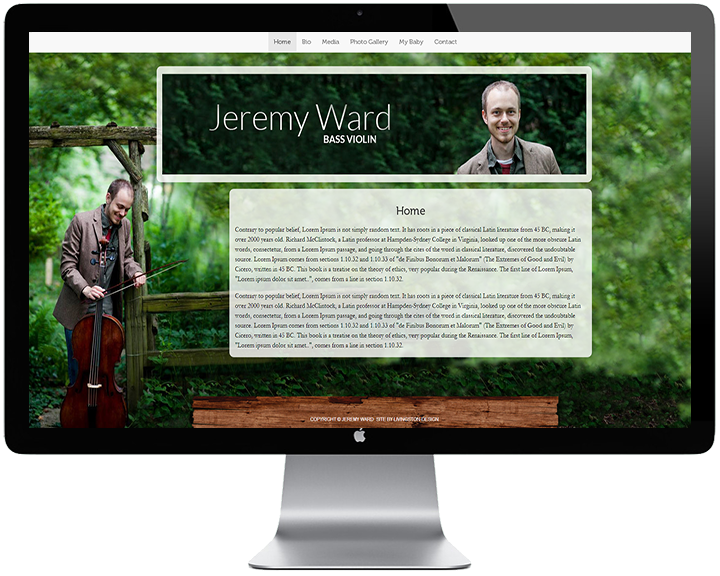 Home Bio Media Photo Gallery My Baby Contact
Jeremy Ward
BASS VIOLIN
Home
Contrary to popular belief, Lorem Ipsum is not simply random text. It has roots in a piece of classical Latin literature from 45 BC, making it
over 2000 years old. Richard McClintock, a Latin professor at Hampden-Sydney College in Virginia, looked up one of the more obscure Latin
words, consectetur, from a Lorem Ipsum passage, and going through the cites of the word in classical literature, discovered the undoubtable
source. Lorem Ipsum comes from sections 1.10.32 and 1.10.33 of "de Finibus Bonorum et Malorum" (The Extremes of Good and Evil) by
Cicero, written in 45 BC. This book is a treatise on the theory of ethics, very popular during the Renaissance. The first line of Lorem Ipsum,
"Lorem ipsum dolor sit amet..", comes from a line in section 1.10.32.
Contrary to popular belief, Lorem Ipsum is not simply random text. It has roots in a piece of classical Latin literature from 45 BC, making it
over 2000 years old. Richard McClintock, a Latin professor at Hampden-Sydney College in Virginia, looked up one of the more obscure Latin
words, consectetur, from a Lorem Ipsum passage, and going through the cites of the word in classical literature, discovered the undoubtable
source. Lorem Ipsum comes from sections 1.10.32 and 1.10.33 of "de Finibus Bonorum et Malorum" (The Extremes of Good and Evil) by
Cicero, written in 45 BC. This book is a treatise on the theory of ethics, very popular during the Renaissance. The first line of Lorem Ipsum,
"Lorem ipsum dolor sit amet..", comes from a line in section 1.10.32.
COPYRIGHT © JEREMY WARD SITE BY LIVINGSTON DESIGN